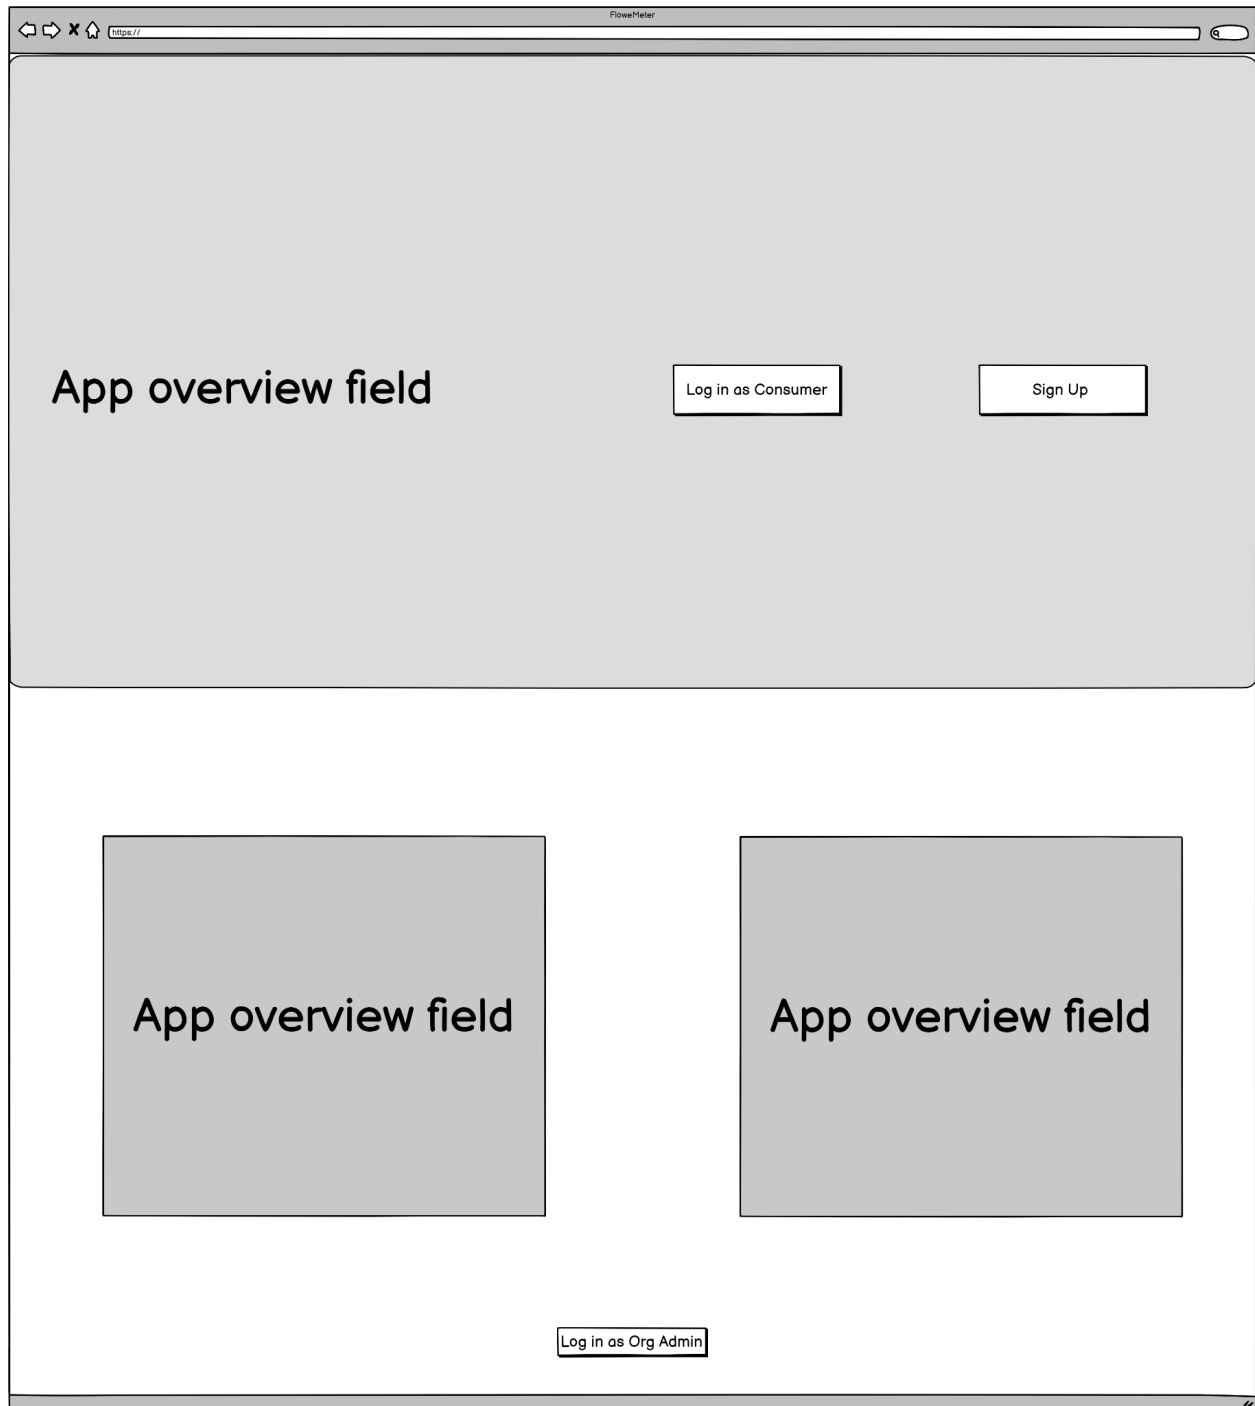 FloweMeter
https://
App overview field
Log in as Consumer
Sign Up
App overview field
App overview field
Log in as Org Admin